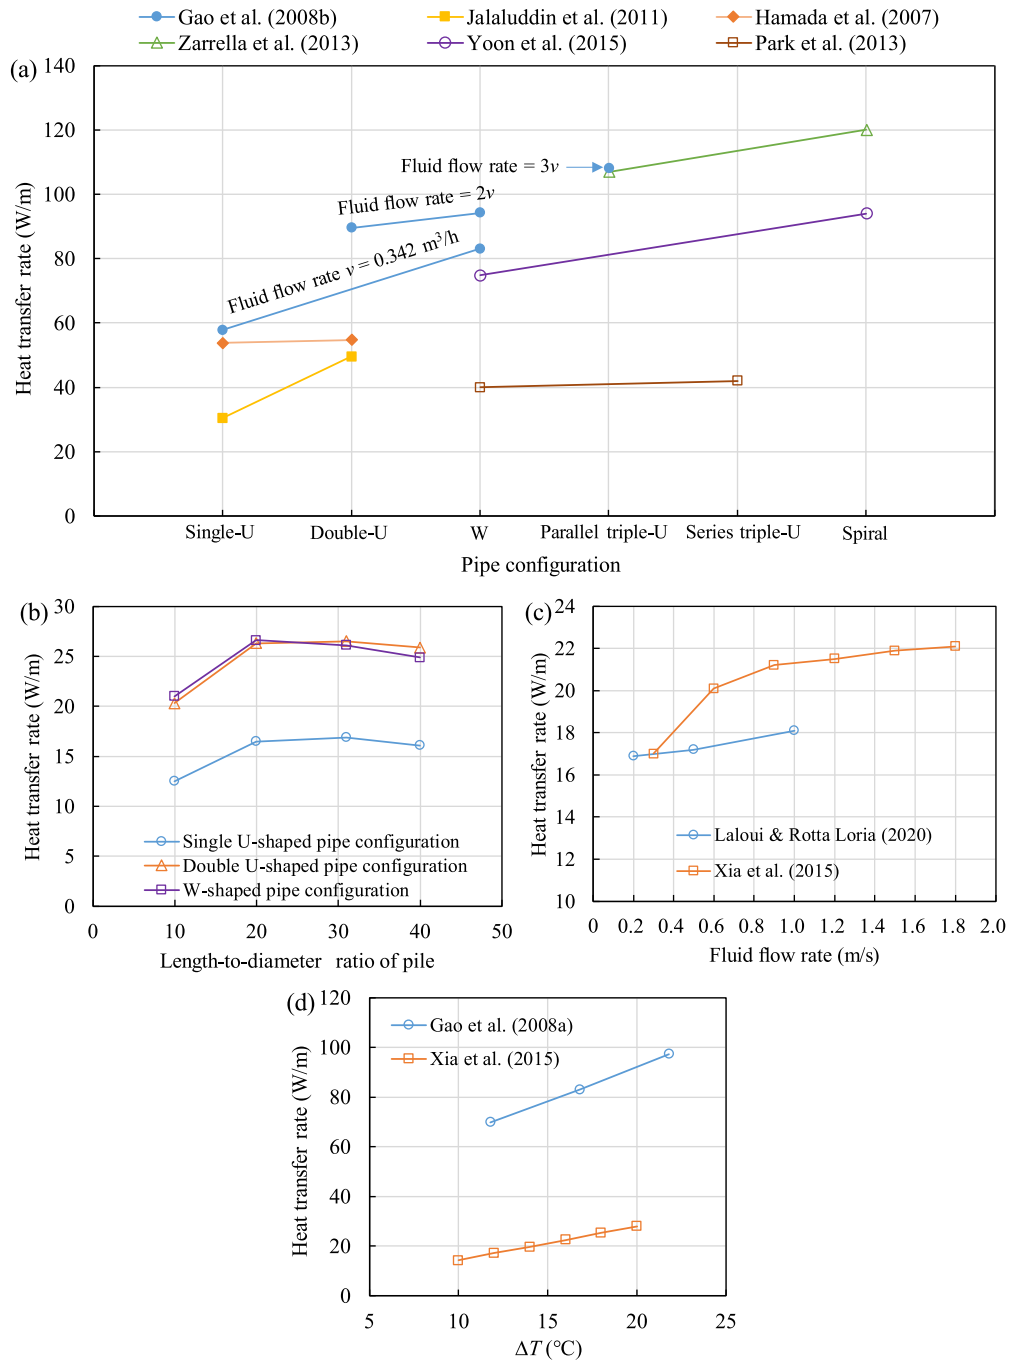 Gao et al. (2008b)
Jalaluddin et al. (2011)
Hamada et al. (2007)
Zarrella et al. (2013)
Yoon et al. (2015)
Park et al. (2013)
(a)
140
120
100
80
60
40
20
0
Heat transfer rate (W/m)
Fluid flow rate = 3v
Fluid flow rate = 2v
Fluid flow rate v = 0.342 m³/h
Single-U
Double-U
W
Parallel triple-U
Series triple-U
Spiral
Pipe configuration
(b)
30
25
20
15
10
5
0
Heat transfer rate (W/m)
Single U-shaped pipe configuration
Double U-shaped pipe configuration
W-shaped pipe configuration
0
10
20
30
40
50
Length-to-diameter ratio of pile
(c)
24
22
20
18
16
14
12
10
Heat transfer rate (W/m)
Laloui & Rotta Loria (2020)
Xia et al. (2015)
0
0.2
0.4
0.6
0.8
1.0
1.2
1.4
1.6
1.8
2.0
Fluid flow rate (m/s)
(d)
120
100
80
60
40
20
0
Heat transfer rate (W/m)
Gao et al. (2008a)
Xia et al. (2015)
5
10
15
20
25
ΔT (°C)